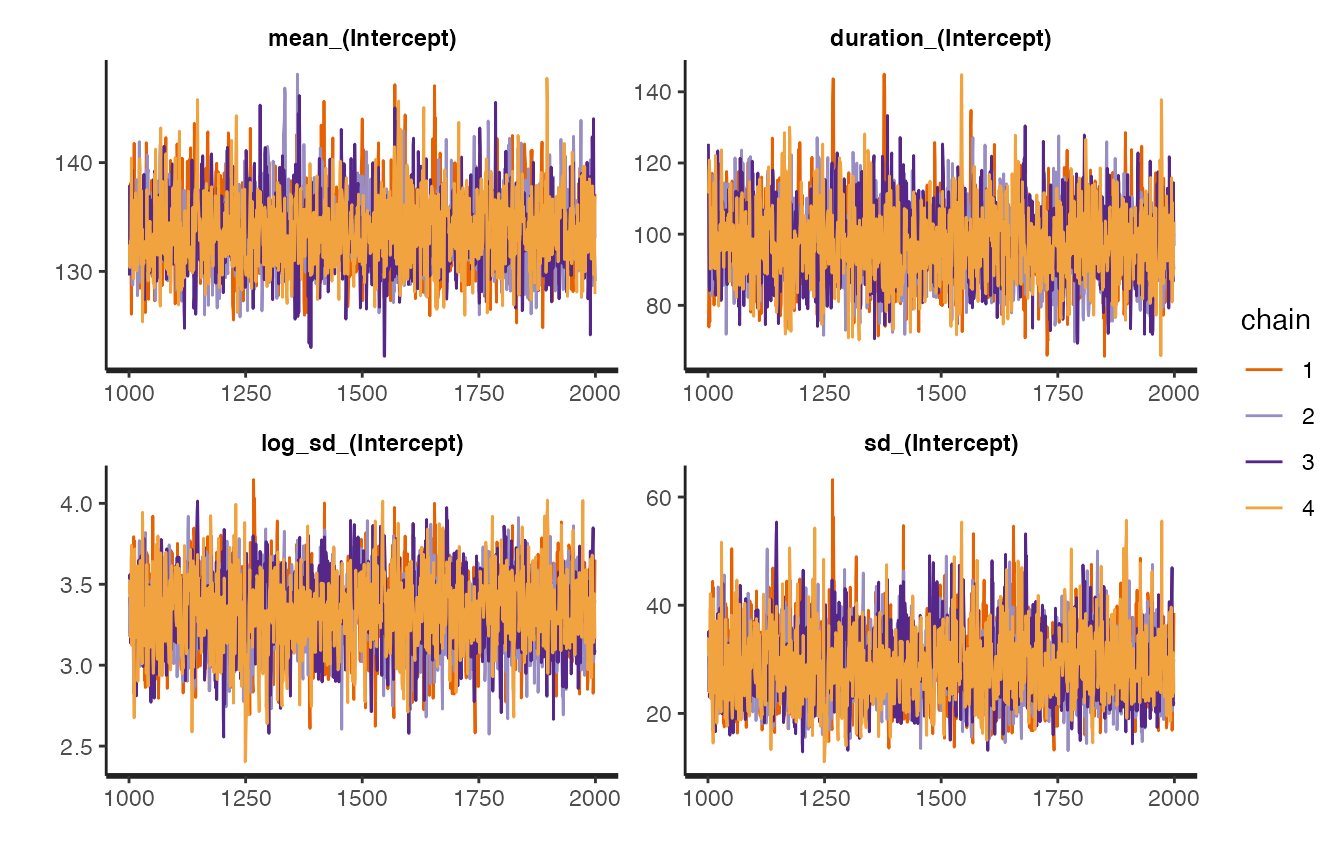 mean_(Intercept)
140
130
1000 1250 1500 1750 2000
duration_(Intercept)
140
120
100
80
1000 1250 1500 1750 2000
log_sd_(Intercept)
4.0
3.5
3.0
2.5
1000 1250 1500 1750 2000
sd_(Intercept)
60
40
20
1000 1250 1500 1750 2000
chain
1
2
3
4